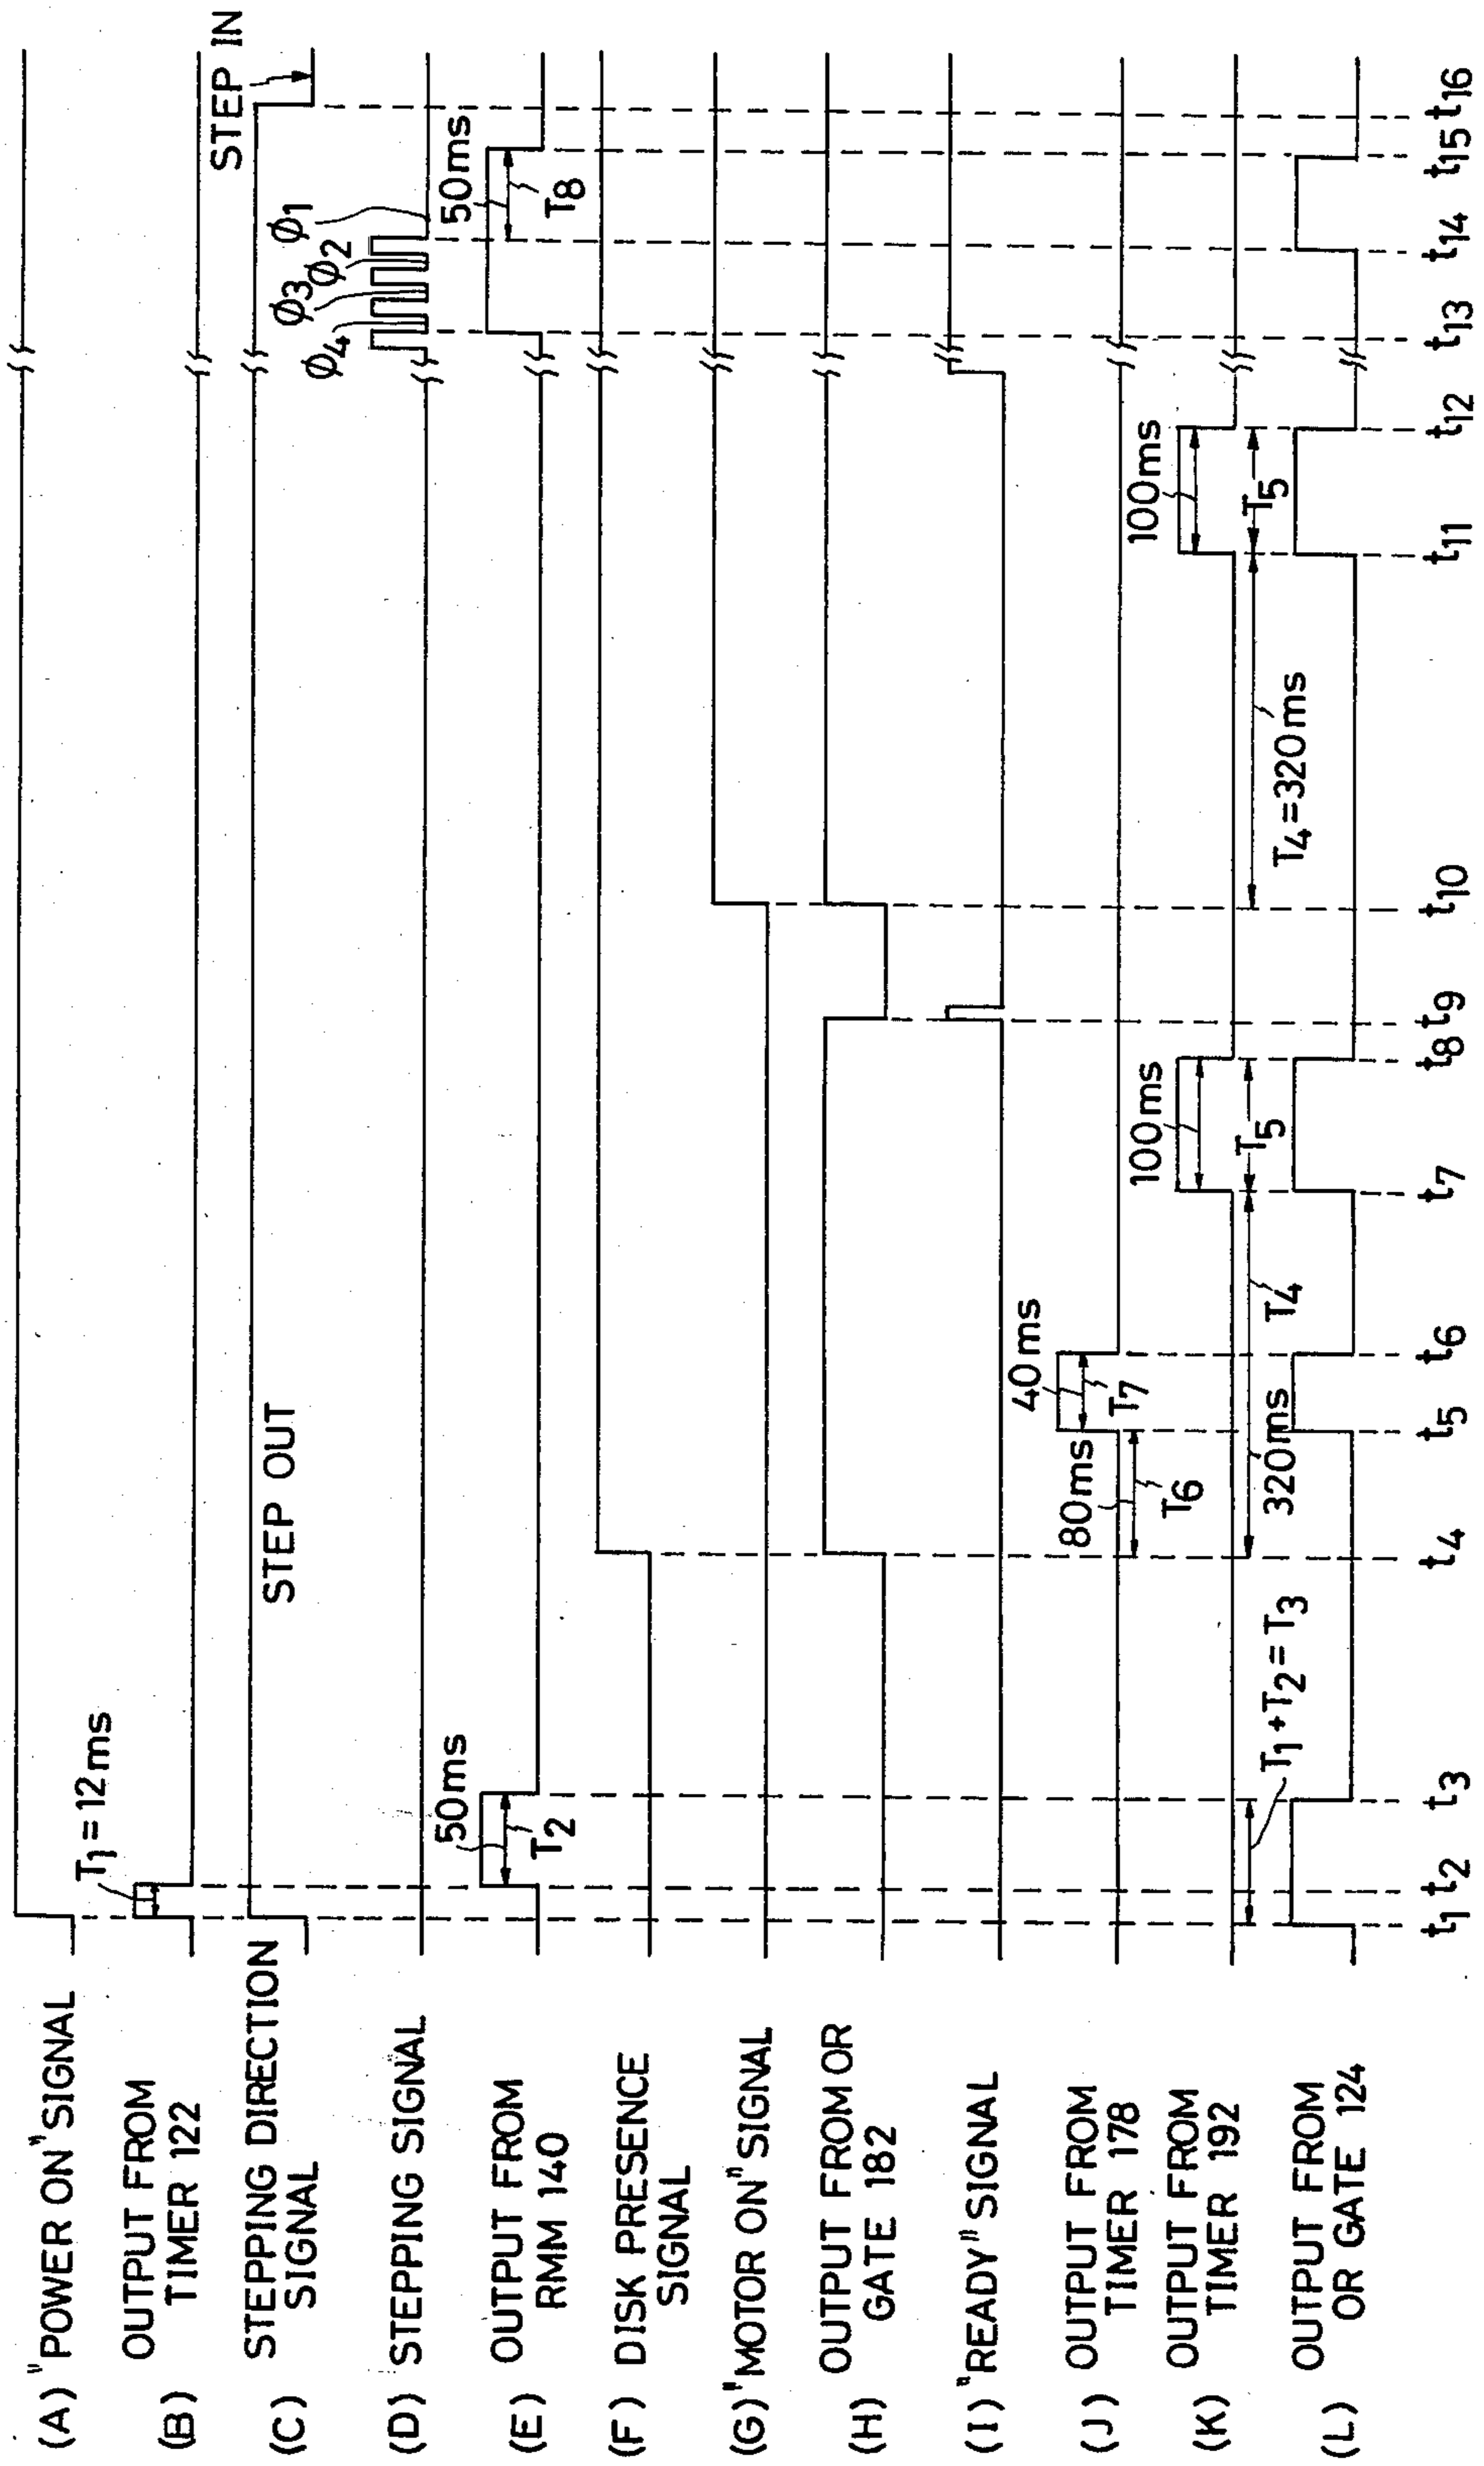 (A) "POWER ON" SIGNAL
T1 = 12ms
(B) OUTPUT FROM
TIMER 122
(C) STEPPING DIRECTION
SIGNAL
STEP OUT
STEP IN
(D) STEPPING SIGNAL
ϕ4 ϕ3 ϕ2 ϕ1
(E) OUTPUT FROM
RMM 140
50ms
T2
50ms
T8
(F) DISK PRESENCE
SIGNAL
(G) "MOTOR ON" SIGNAL
(H) OUTPUT FROM OR
GATE 182
(I) "READY" SIGNAL
(J) OUTPUT FROM
TIMER 178
80ms
T6
40ms
T7
(K) OUTPUT FROM
TIMER 192
100ms
100ms
T1 + T2 = T3
320ms
T4
T5
T4 = 320ms
T5
(L) OUTPUT FROM
OR GATE 124
t1 t2 t3 t4 t5 t6 t7 t8 t9 t10 t11 t12 t13 t14 t15 t16